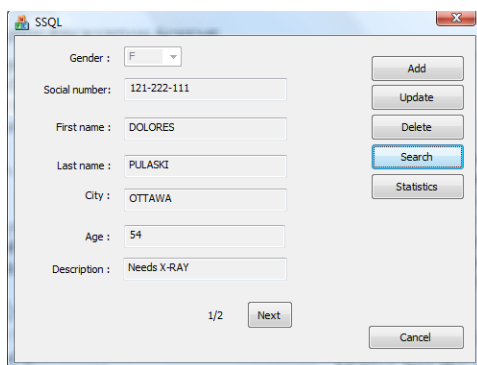 SSQL
Gender : F
Social number: 121-222-111
First name : DOLORES
Last name : PULASKI
City : OTTAWA
Age : 54
Description : Needs X-RAY
1/2 Next
Add
Update
Delete
Search
Statistics
Cancel